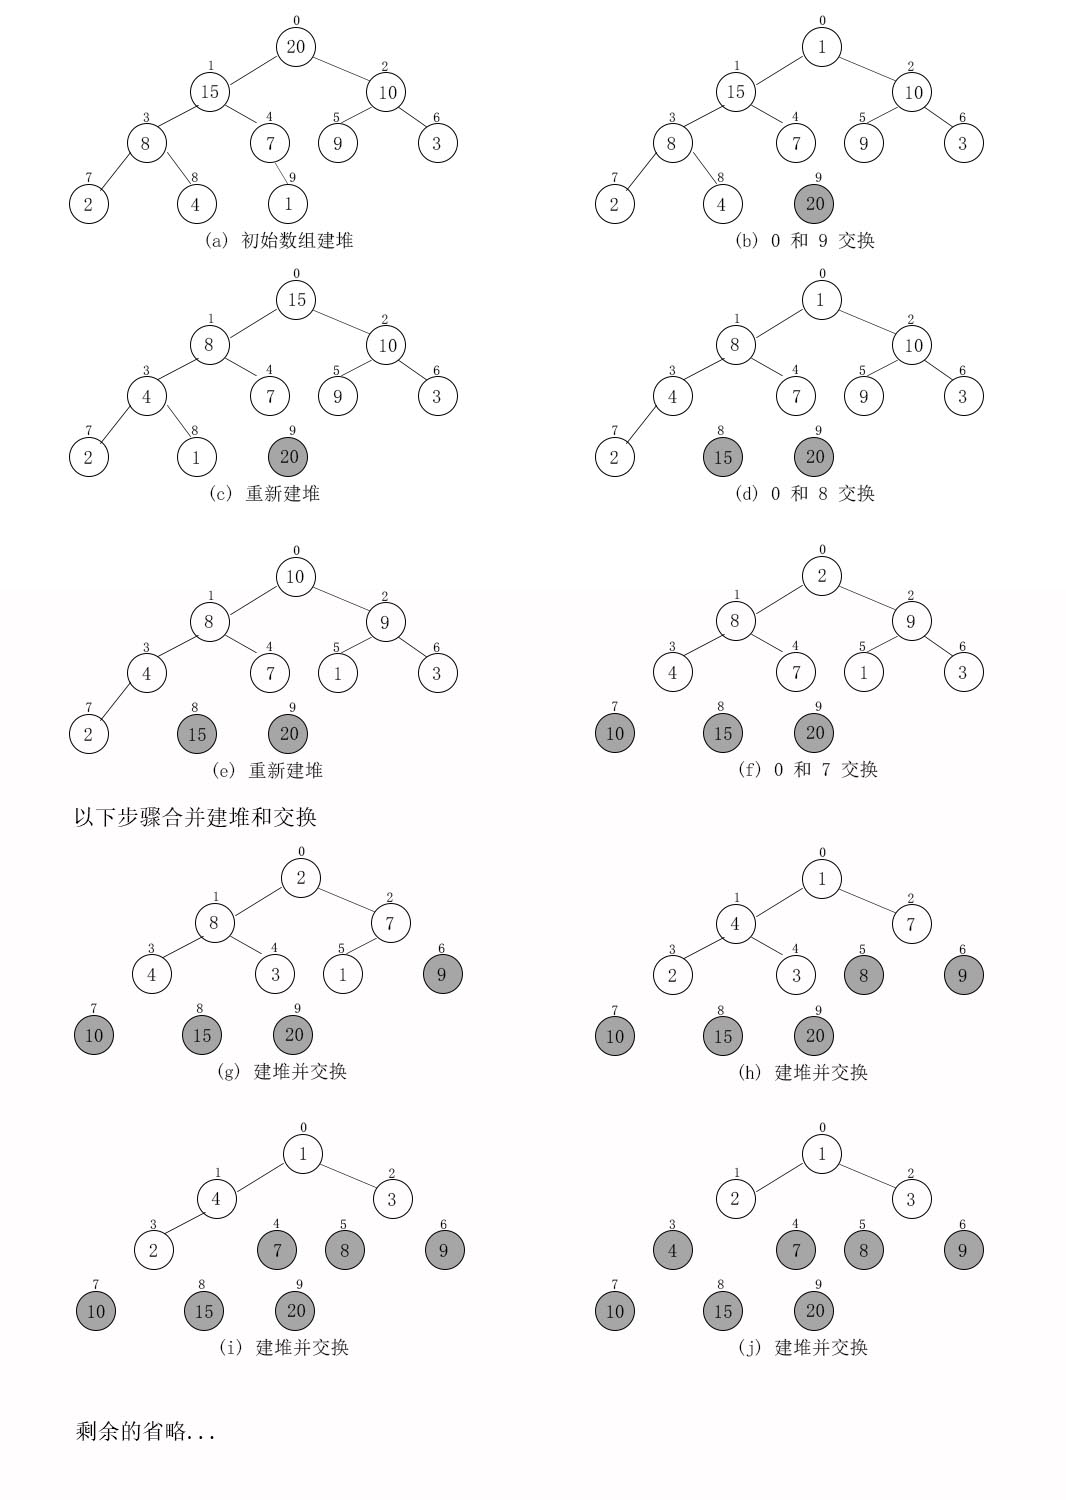 0 0
20 1
1 2 1 2
15 10 15 10
3 4 5 6 3 4 5 6
8 7 9 3 8 7 9 3
7 8 9 7 8 9
2 4 1 2 4 20
(a) 初始数组建堆 (b) 0 和 9 交换
0 0
15 1
1 2 1 2
8 10 8 10
3 4 5 6 3 4 5 6
4 7 9 3 4 7 9 3
7 8 9 7 8 9
2 1 20 2 15 20
(c) 重新建堆 (d) 0 和 8 交换
0 0
10 2
1 2 1 2
8 9 8 9
3 4 5 6 3 4 5 6
4 7 1 3 4 7 1 3
7 8 9 7 8 9
2 15 20 10 15 20
(e) 重新建堆 (f) 0 和 7 交换
以下步骤合并建堆和交换
0 0
2 1
1 2 1 2
8 7 4 7
3 4 5 6 3 4 5 6
4 3 1 9 2 3 8 9
7 8 9 7 8 9
10 15 20 10 15 20
(g) 建堆并交换 (h) 建堆并交换
0 0
1 1
1 2 1 2
4 3 2 3
3 4 5 6 3 4 5 6
2 7 8 9 4 7 8 9
7 8 9 7 8 9
10 15 20 10 15 20
(i) 建堆并交换 (j) 建堆并交换
剩余的省略...